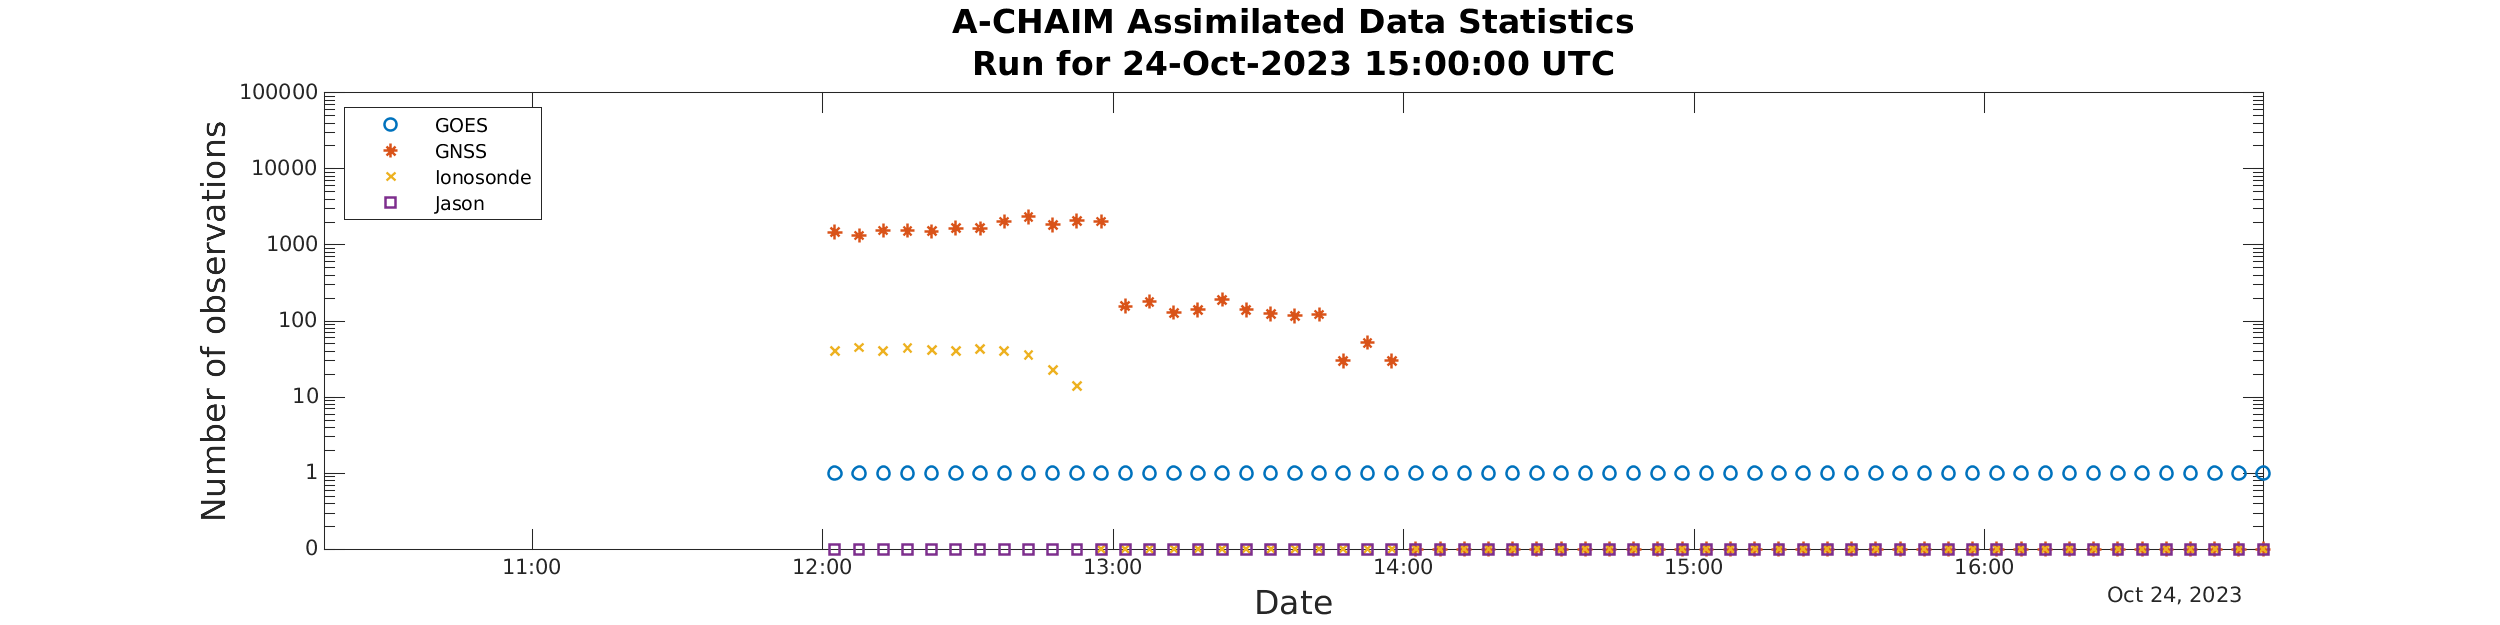 A-CHAIM Assimilated Data Statistics
Run for 24-Oct-2023 15:00:00 UTC
Number of observations
100000
10000
1000
100
10
1
0
GOES
GNSS
Ionosonde
Jason
11:00 12:00 13:00 14:00 15:00 16:00
Oct 24, 2023
Date